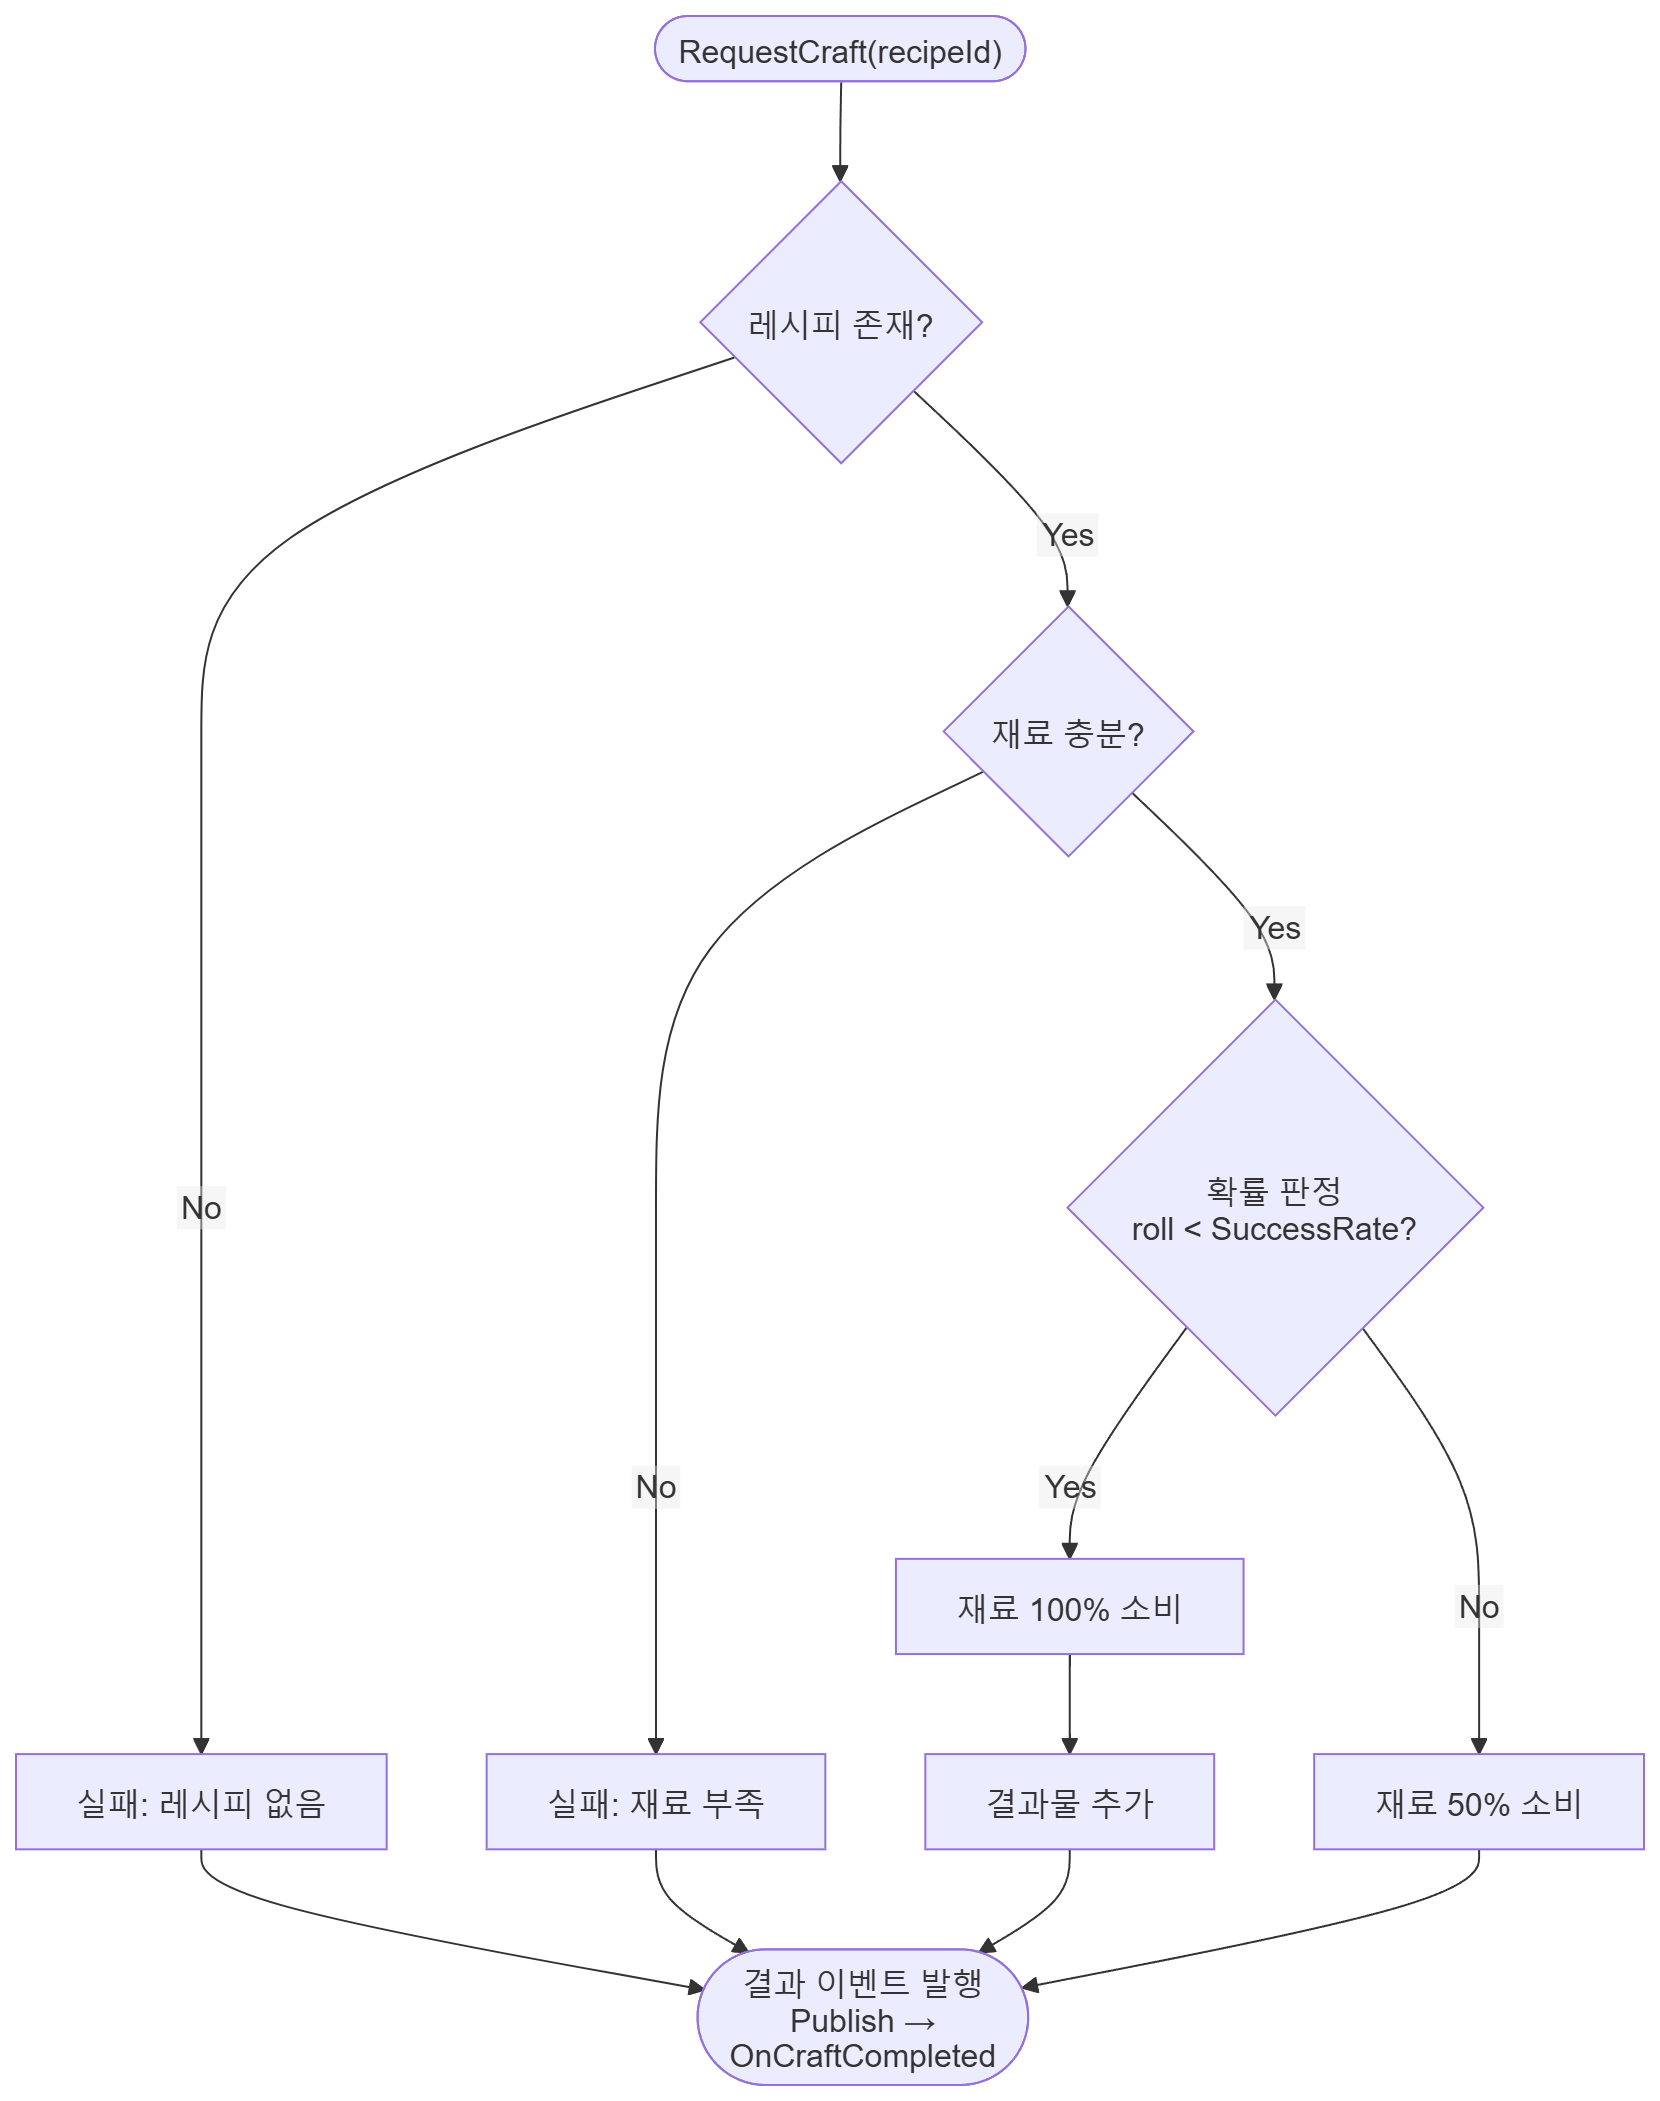 RequestCraft(recipeId)
레시피 존재?
Yes
재료 충분?
Yes
확률 판정
roll < SuccessRate?
No
No
Yes
재료 100% 소비
No
실패: 레시피 없음
실패: 재료 부족
결과물 추가
재료 50% 소비
결과 이벤트 발행
Publish →
OnCraftCompleted